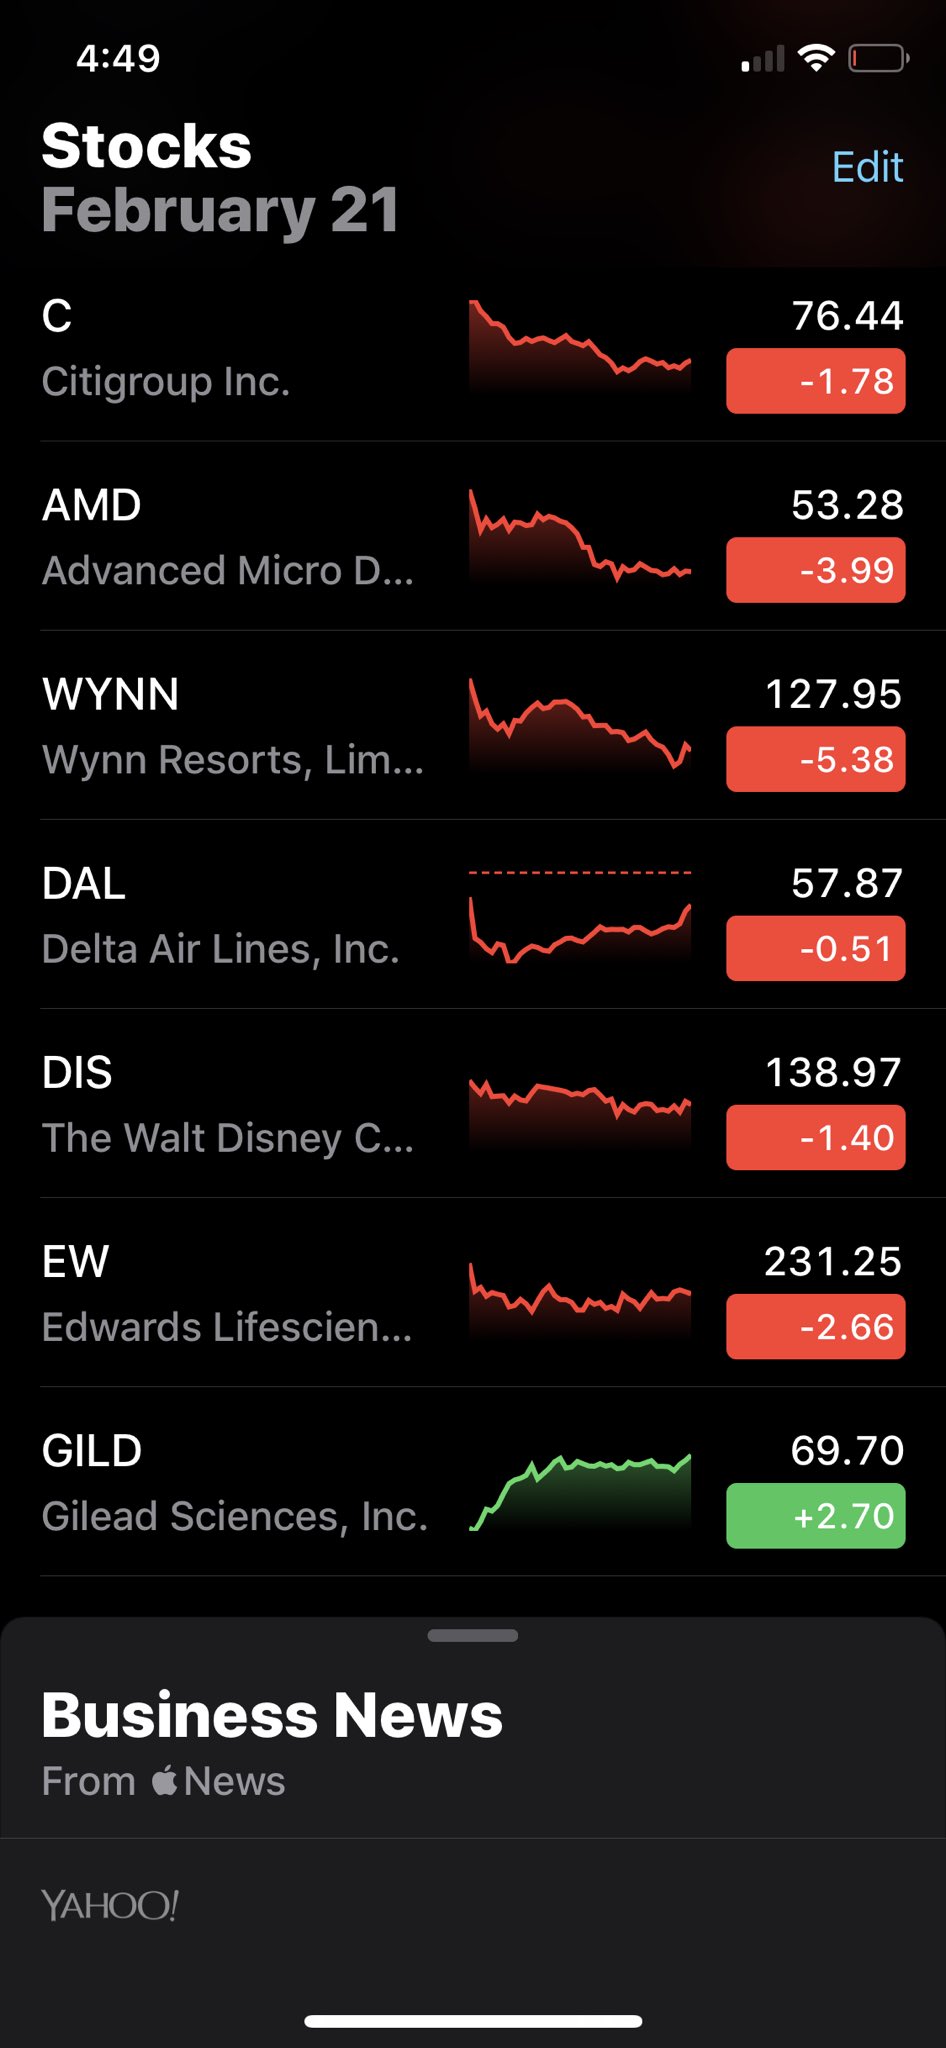 4:49
Stocks
February 21
Edit
C
76.44
Citigroup Inc.
-1.78
AMD
53.28
Advanced Micro D...
-3.99
WYNN
127.95
Wynn Resorts, Lim...
-5.38
DAL
57.87
Delta Air Lines, Inc.
-0.51
DIS
138.97
The Walt Disney C...
-1.40
EW
231.25
Edwards Lifescien...
-2.66
GILD
69.70
Gilead Sciences, Inc.
+2.70
Business News
From News
YAHOO!